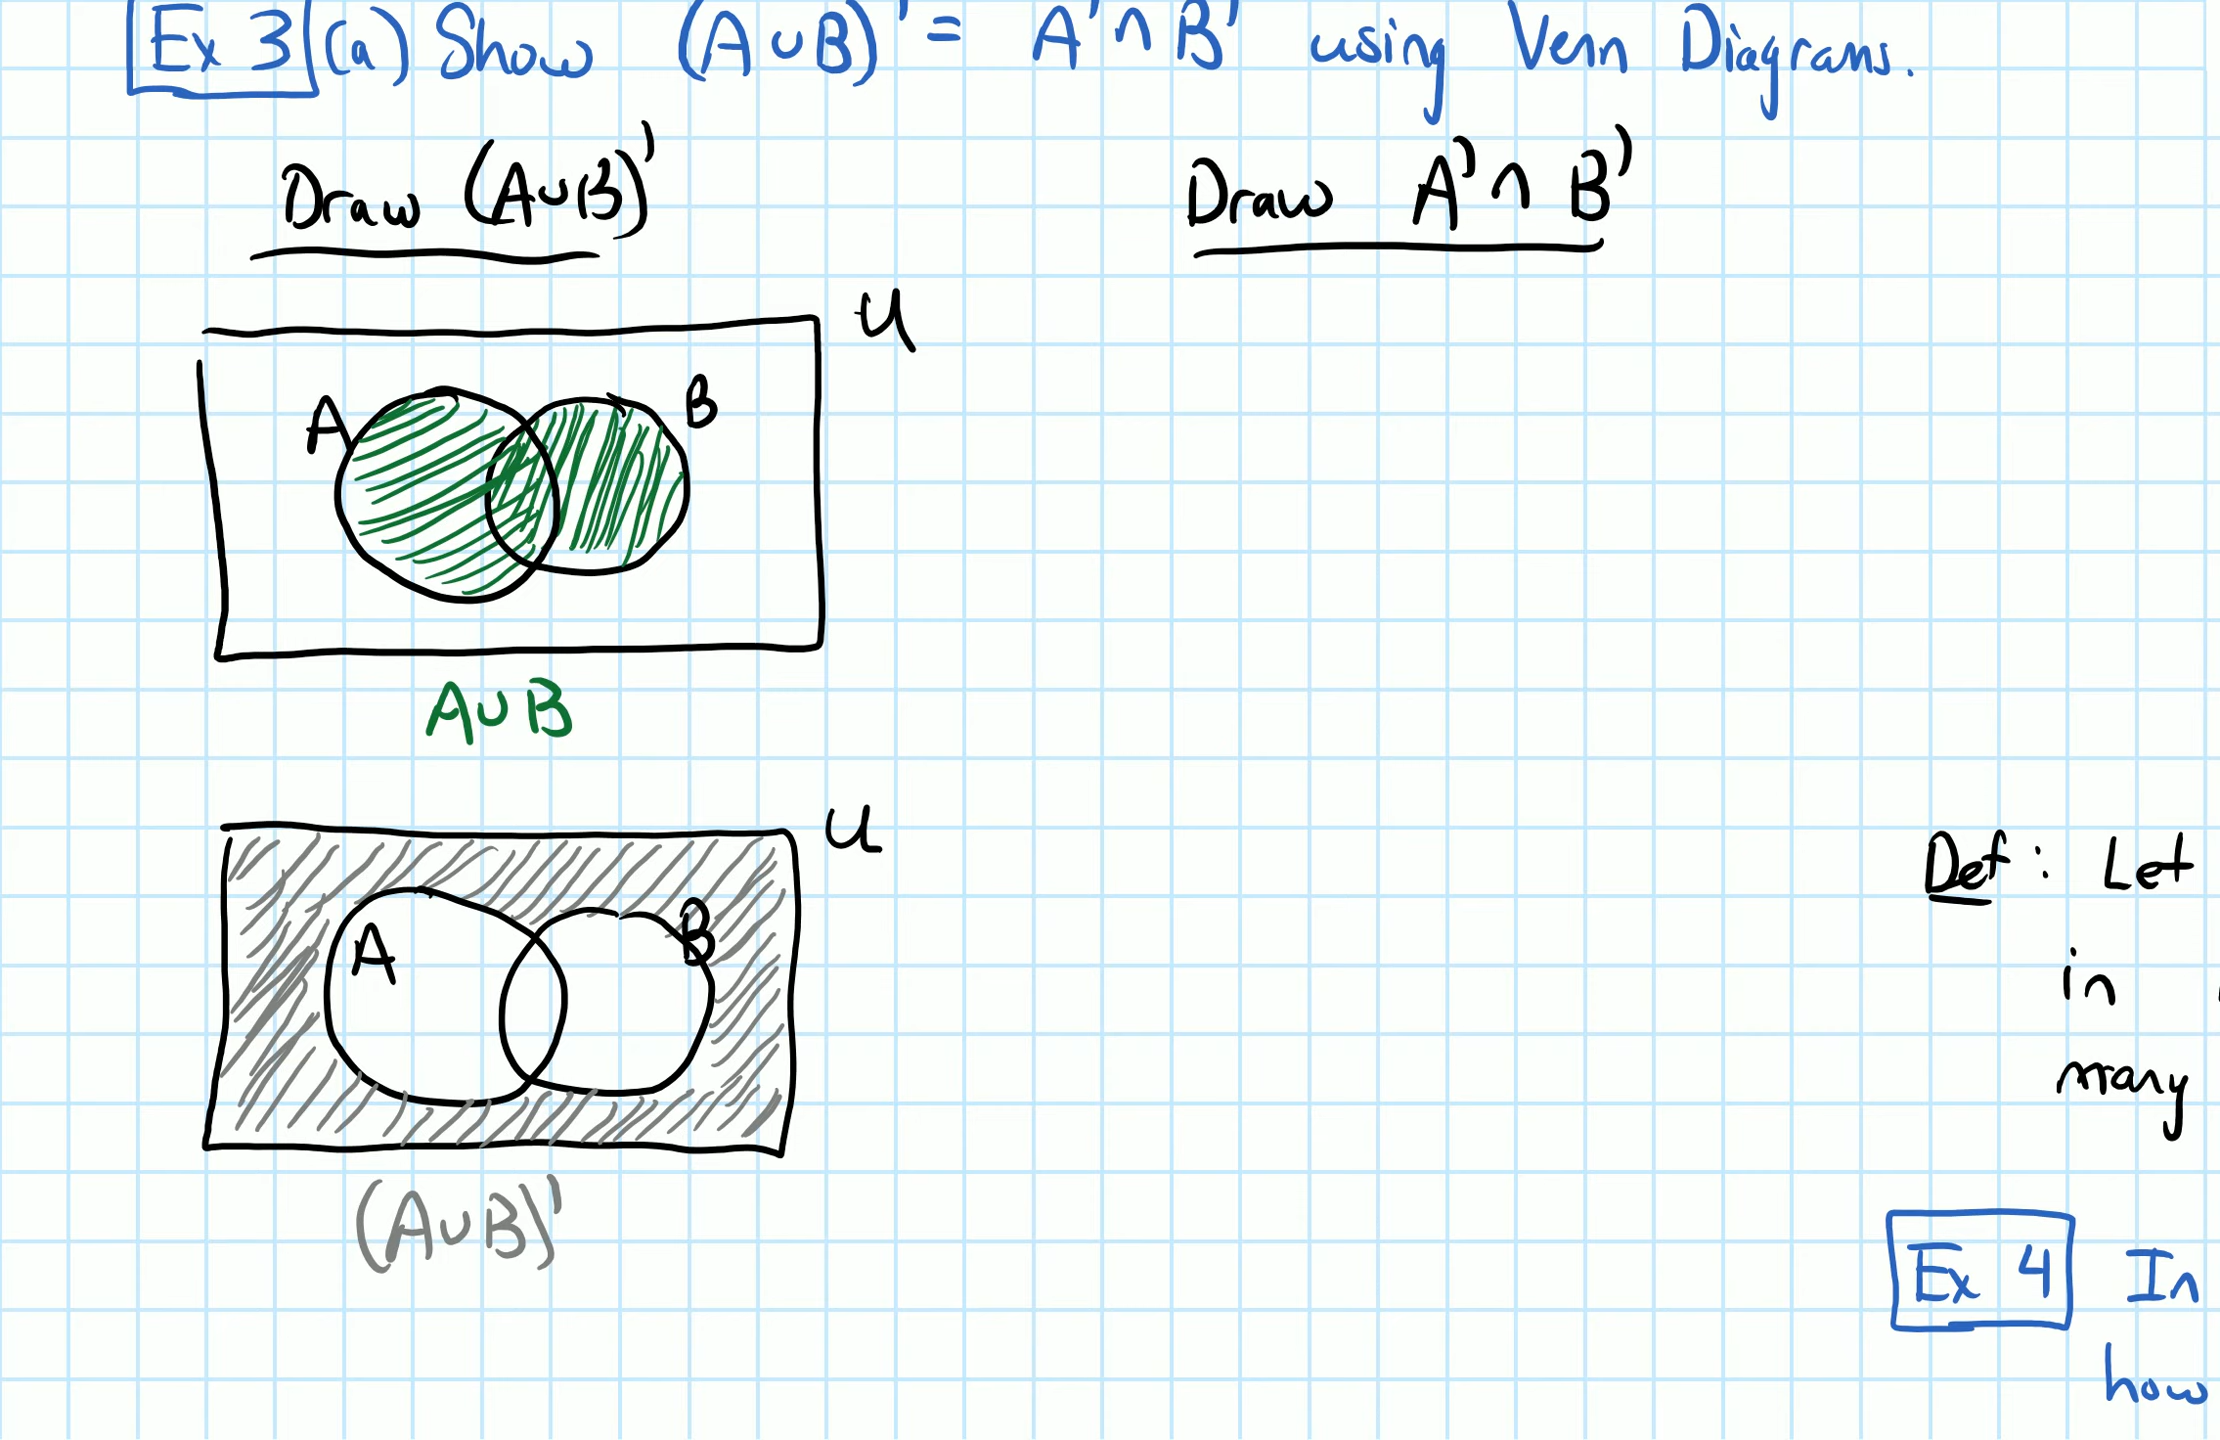 Ex 3 (a) Show (A∪B)' = A'∩B' using Venn Diagrams.
Draw (A∪B)'
Draw A'∩B'
U
A
B
A∪B
U
A
B
(A∪B)'
Def: Let
in
many
Ex 4 In
how